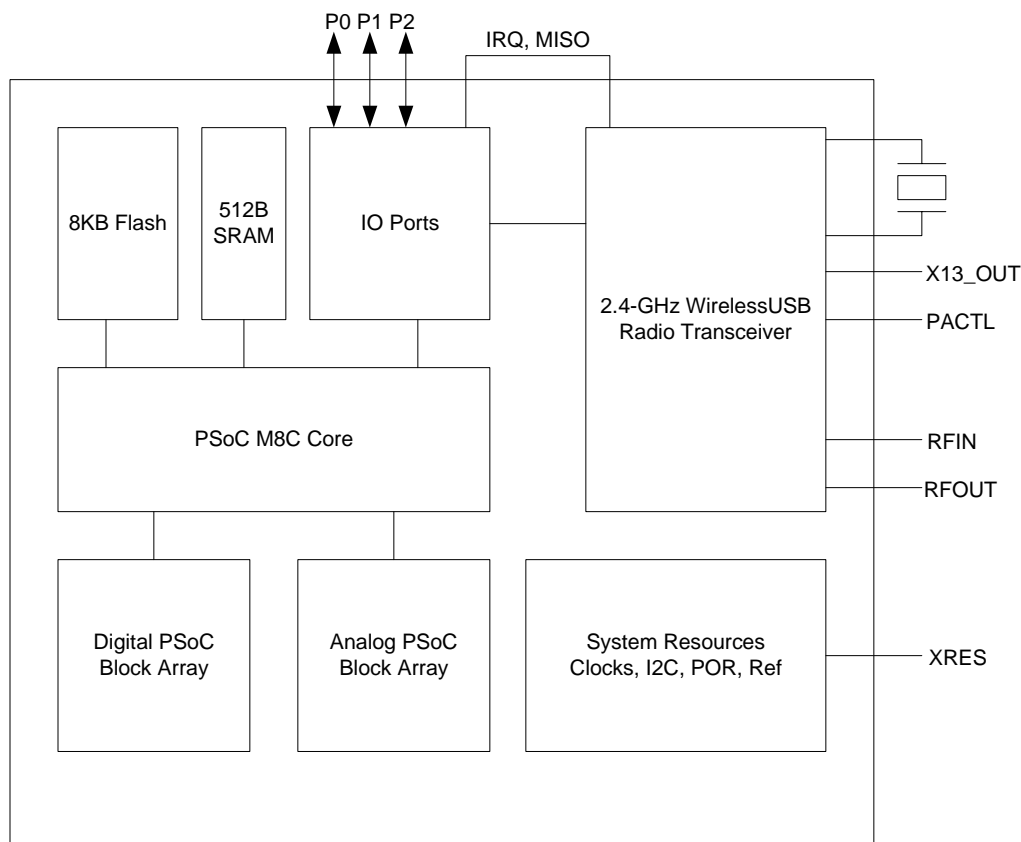 P0 P1 P2
IRQ, MISO
8KB Flash
512B
SRAM
IO Ports
2.4-GHz WirelessUSB
Radio Transceiver
X13_OUT
PACTL
PSoC M8C Core
RFIN
RFOUT
Digital PSoC
Block Array
Analog PSoC
Block Array
System Resources
Clocks, I2C, POR, Ref
XRES